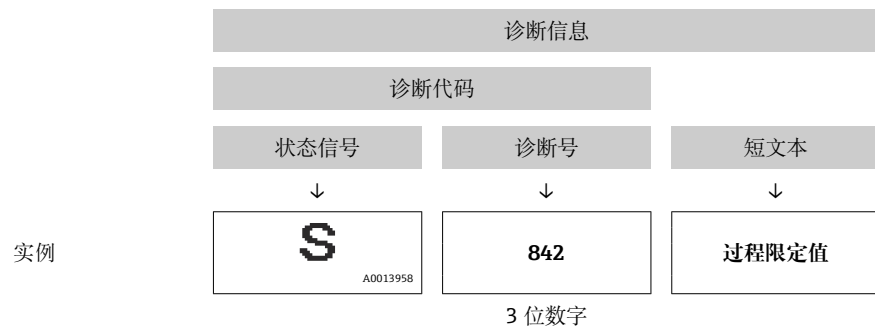 诊断信息
诊断代码
状态信号 诊断号 短文本
↓ ↓ ↓
实例 S A0013958 842 过程限定值
3 位数字